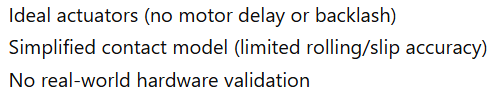 Ideal actuators (no motor delay or backlash)
Simplified contact model (limited rolling/slip accuracy)
No real-world hardware validation